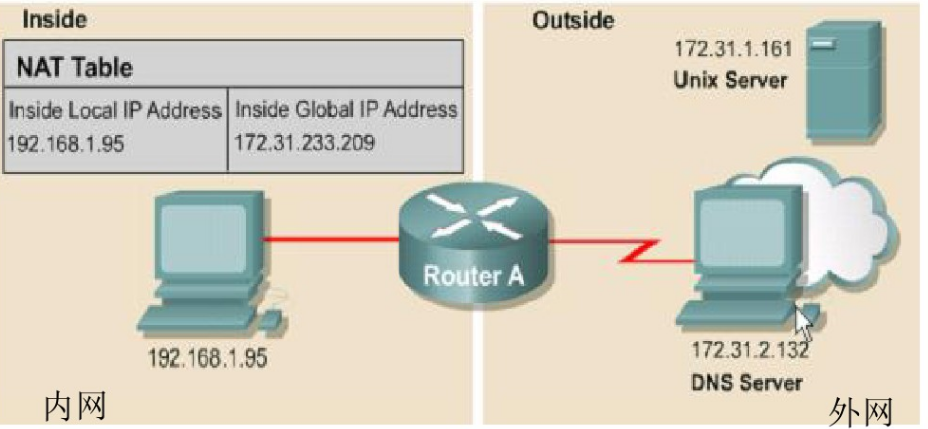 Inside
NAT Table
Inside Local IP Address
Inside Global IP Address
192.168.1.95
172.31.233.209
Router A
192.168.1.95
内网
Outside
172.31.1.161
Unix Server
172.31.2.132
DNS Server
外网